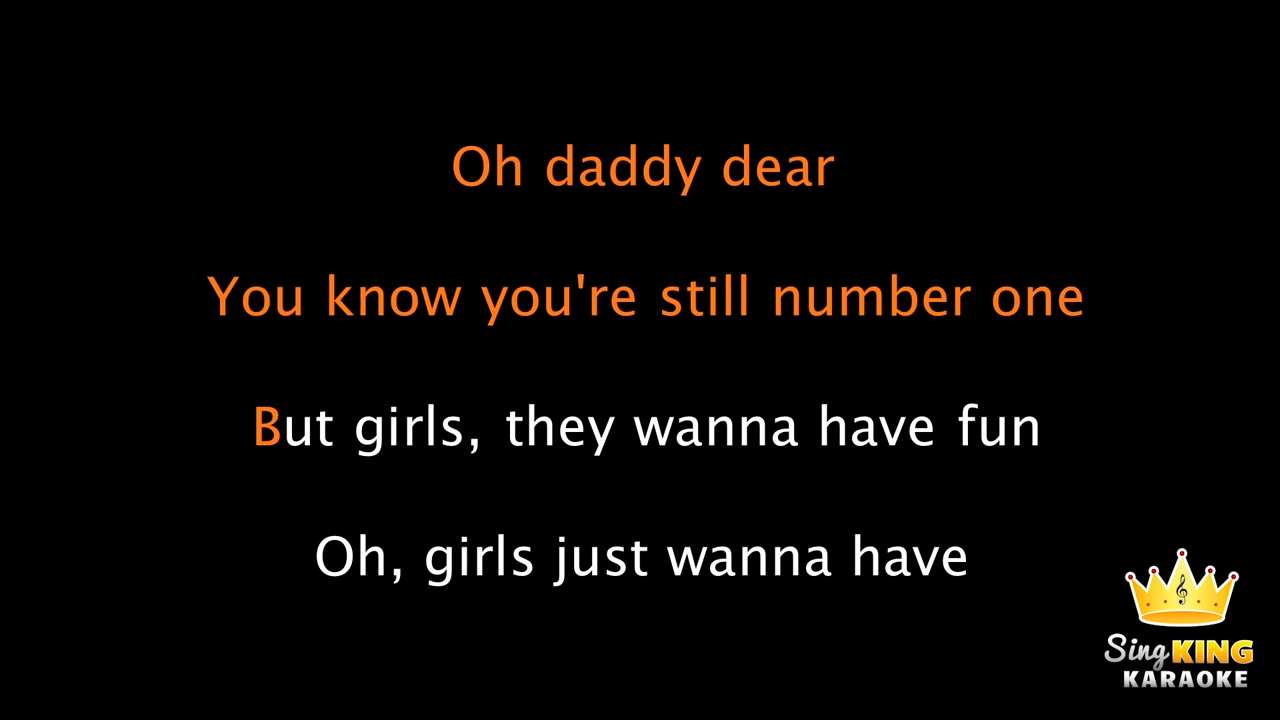 Oh daddy dear
You know you're still number one
But girls, they wanna have fun
Oh, girls just wanna have
Sing KING
KARAOKE